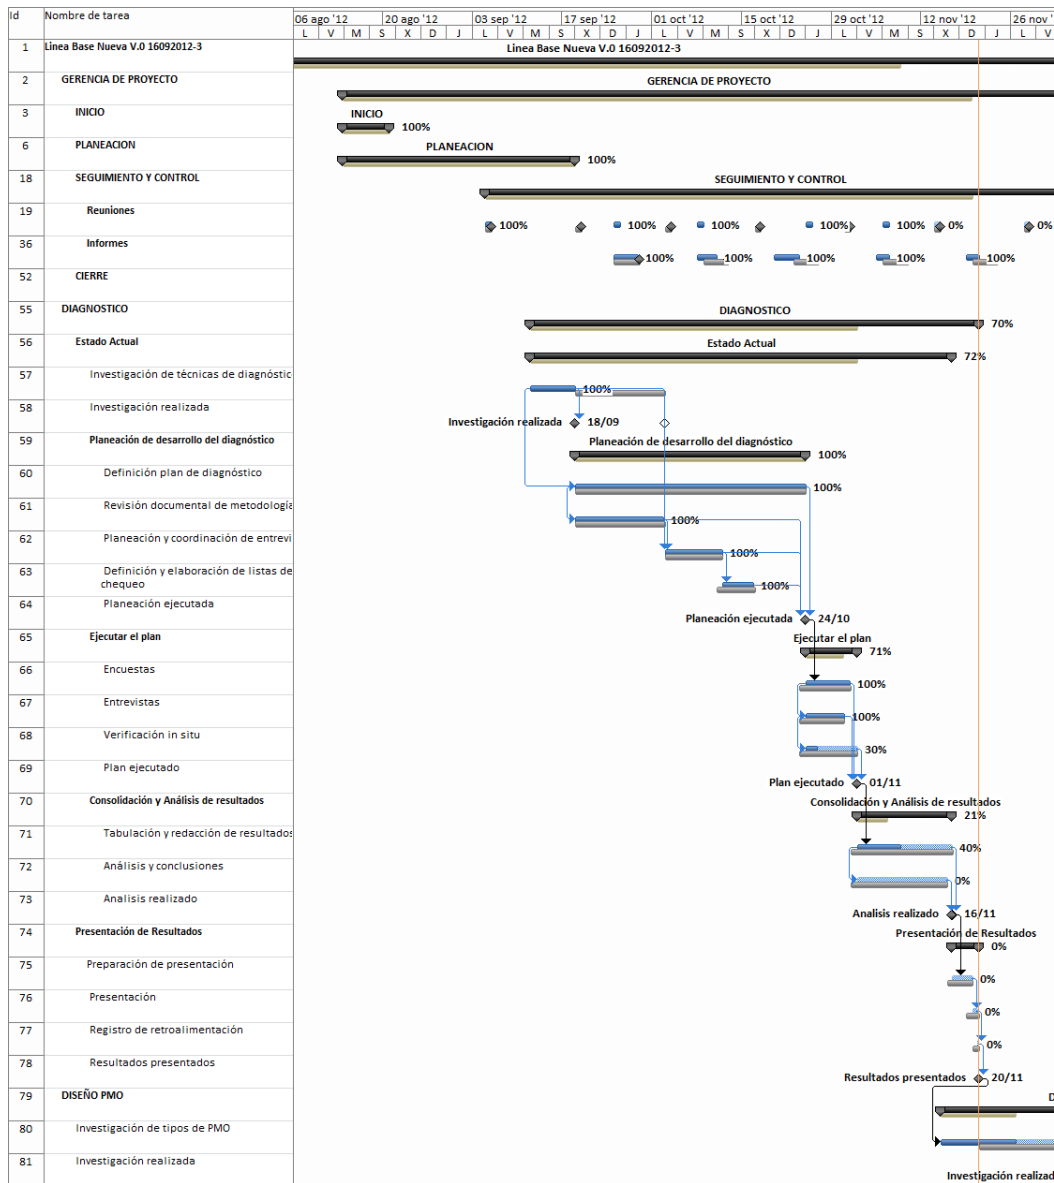 Id Nombre de tarea 06 ago '12 20 ago '12 03 sep '12 17 sep '12 01 oct '12 15 oct '12 29 oct '12 12 nov '12 26 nov '
L V M S X D J L V M S X D J L V M S X D J L V M S X D J L V
1 Linea Base Nueva V.0 16092012-3 Linea Base Nueva V.0 16092012-3
2 GERENCIA DE PROYECTO GERENCIA DE PROYECTO
3 INICIO INICIO 100%
6 PLANEACION PLANEACION 100%
18 SEGUIMIENTO Y CONTROL SEGUIMIENTO Y CONTROL
19 Reuniones 100% 100% 100% 100% 100% 0% 0%
36 Informes 100% 100% 100% 100% 100%
52 CIERRE
55 DIAGNOSTICO DIAGNOSTICO 70%
56 Estado Actual Estado Actual 72%
57 Investigación de técnicas de diagnóstic 100%
58 Investigación realizada Investigación realizada 18/09
59 Planeación de desarrollo del diagnóstico Planeación de desarrollo del diagnóstico 100%
60 Definición plan de diagnóstico 100%
61 Revisión documental de metodología 100%
62 Planeación y coordinación de entrevi 100%
63 Definición y elaboración de listas de
chequeo 100%
64 Planeación ejecutada Planeación ejecutada 24/10
65 Ejecutar el plan Ejecutar el plan 71%
66 Encuestas 100%
67 Entrevistas 100%
68 Verificación in situ 30%
69 Plan ejecutado Plan ejecutado 01/11
70 Consolidación y Análisis de resultados Consolidación y Análisis de resultados 21%
71 Tabulación y redacción de resultados 40%
72 Análisis y conclusiones 0%
73 Analisis realizado Analisis realizado 16/11
74 Presentación de Resultados Presentación de Resultados 0%
75 Preparación de presentación 0%
76 Presentación 0%
77 Registro de retroalimentación 0%
78 Resultados presentados Resultados presentados 20/11
79 DISEÑO PMO D
80 Investigación de tipos de PMO
81 Investigación realizada Investigación realizad